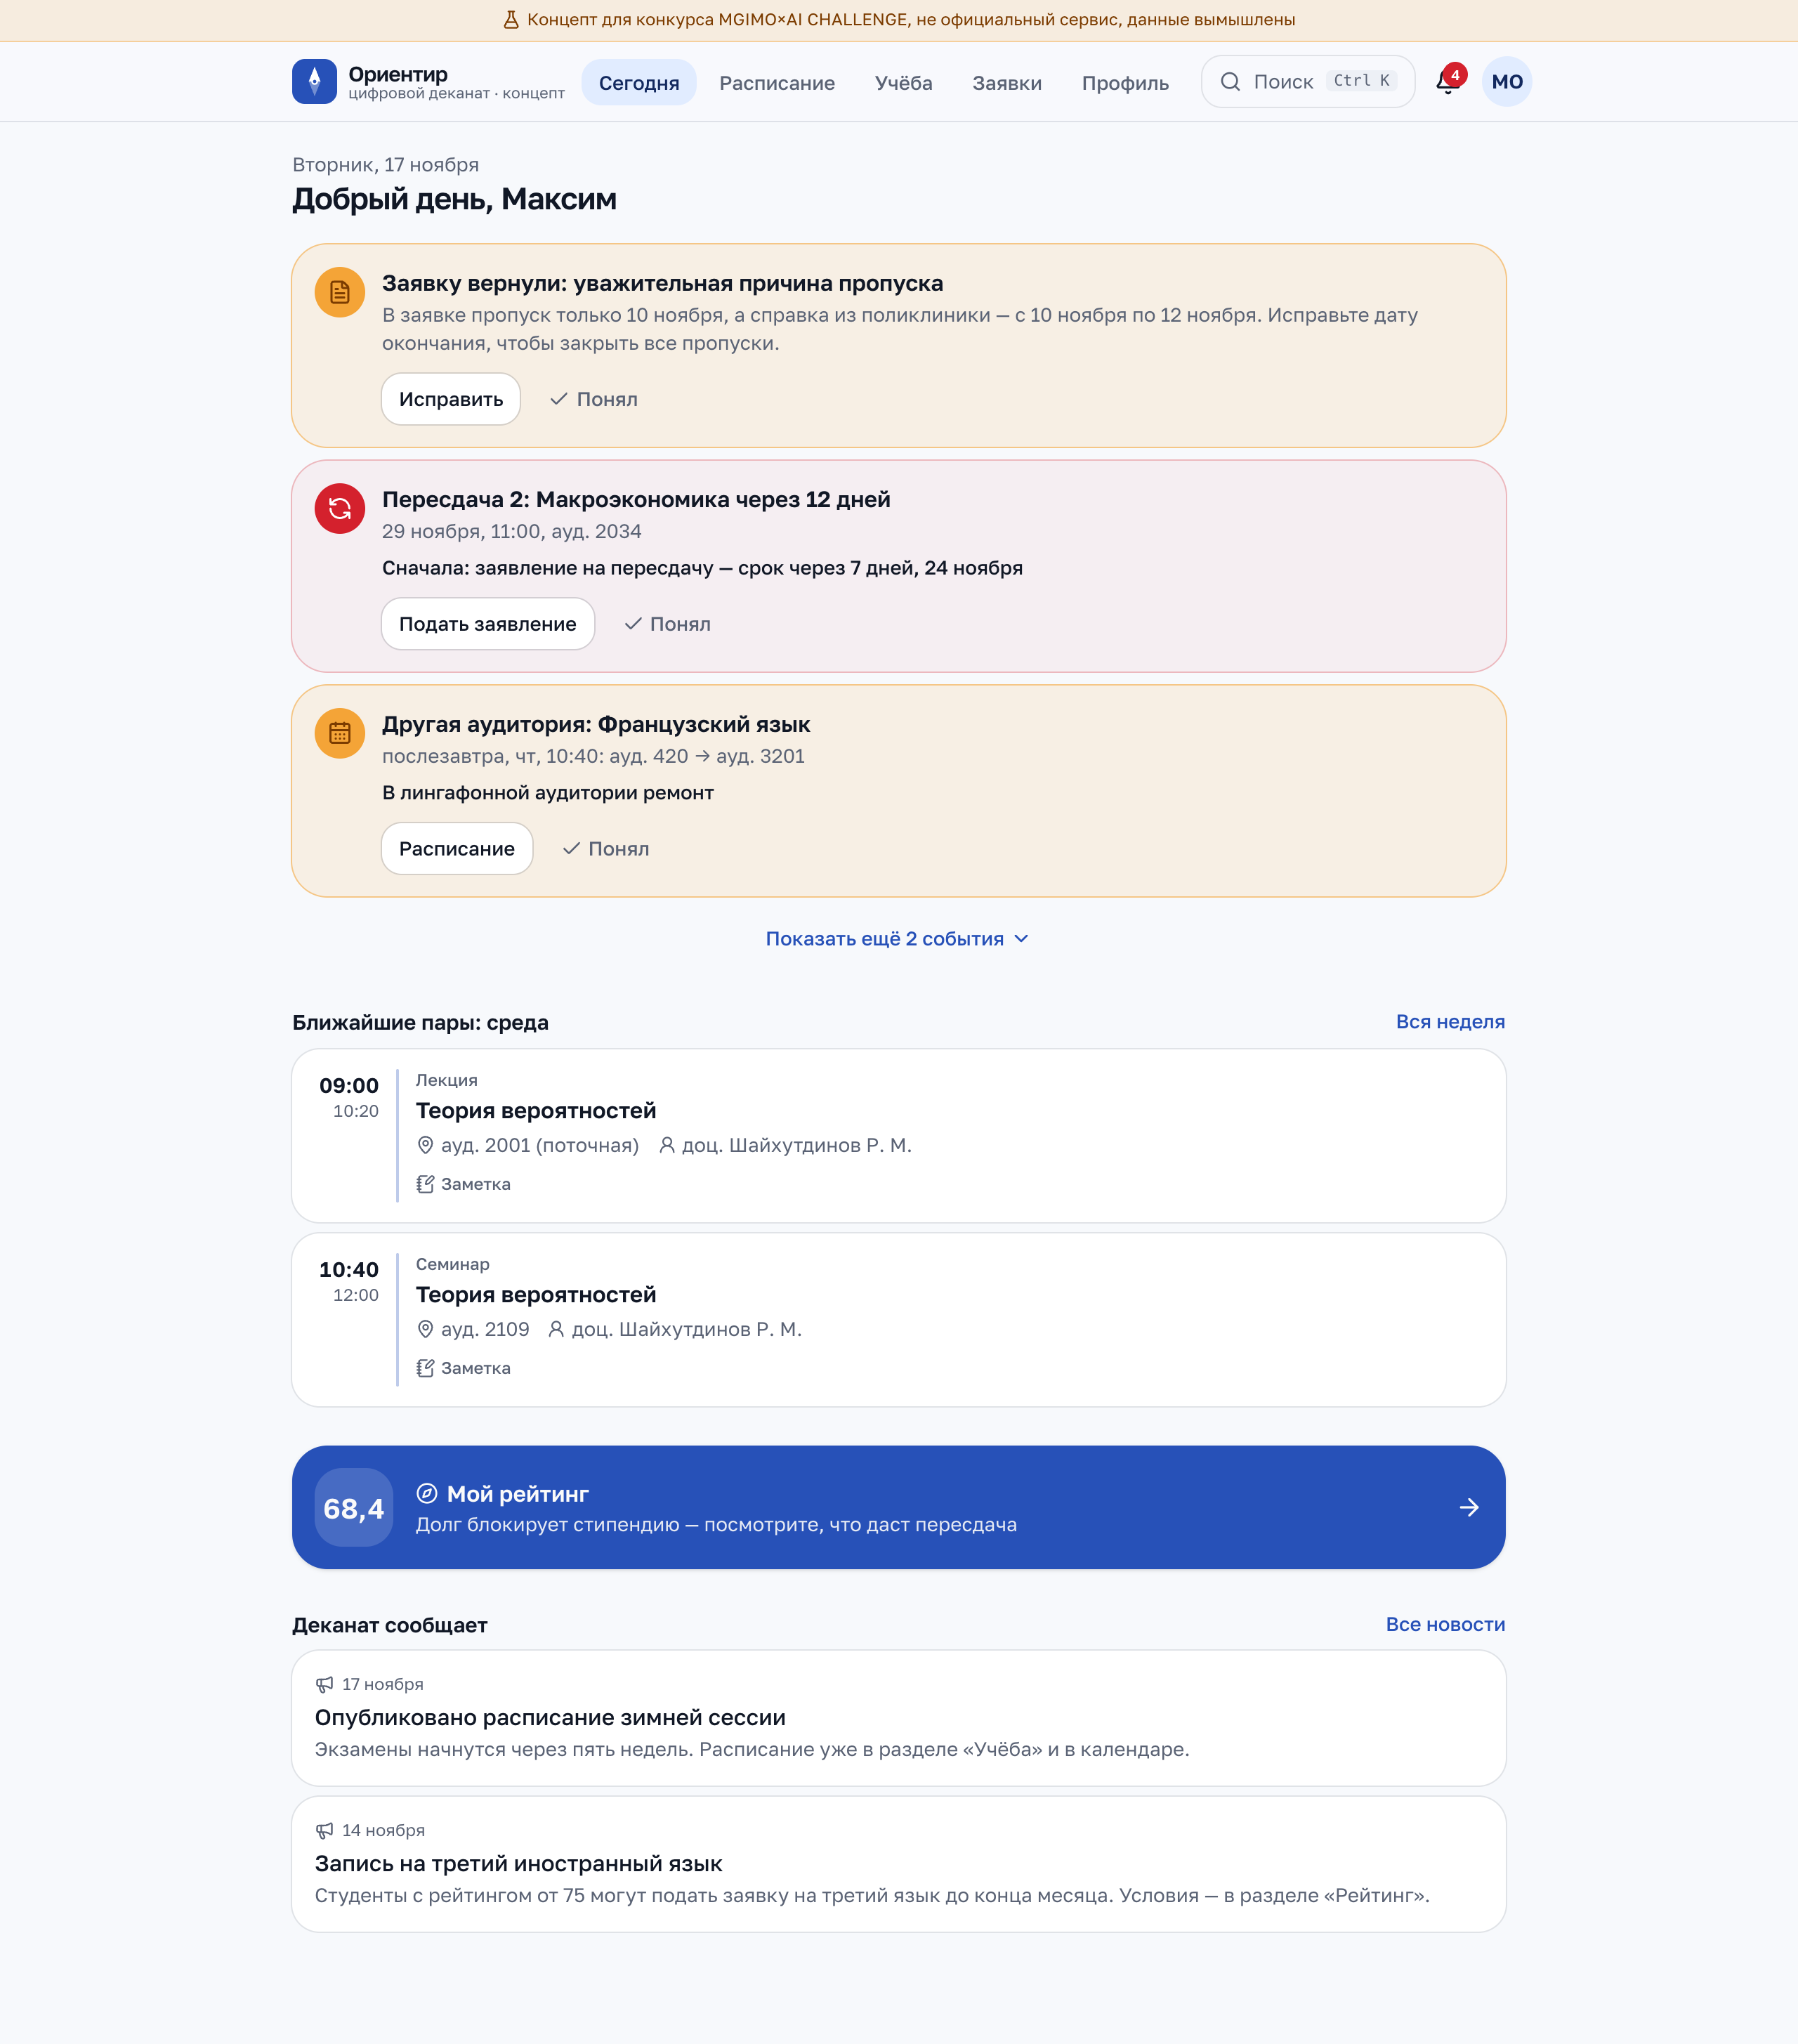 Концепт для конкурса MGIMO×AI CHALLENGE, не официальный сервис, данные вымышлены
Ориентир
цифровой деканат · концепт
Сегодня
Расписание
Учёба
Заявки
Профиль
Поиск
Ctrl K
4
МО
Вторник, 17 ноября
Добрый день, Максим
Заявку вернули: уважительная причина пропуска
В заявке пропуск только 10 ноября, а справка из поликлиники — с 10 ноября по 12 ноября. Исправьте дату
окончания, чтобы закрыть все пропуски.
Исправить
Понял
Пересдача 2: Макроэкономика через 12 дней
29 ноября, 11:00, ауд. 2034
Сначала: заявление на пересдачу — срок через 7 дней, 24 ноября
Подать заявление
Понял
Другая аудитория: Французский язык
послезавтра, чт, 10:40: ауд. 420 → ауд. 3201
В лингафонной аудитории ремонт
Расписание
Понял
Показать ещё 2 события
Ближайшие пары: среда
Вся неделя
09:00
10:20
Лекция
Теория вероятностей
ауд. 2001 (поточная)
доц. Шайхутдинов Р. М.
Заметка
10:40
12:00
Семинар
Теория вероятностей
ауд. 2109
доц. Шайхутдинов Р. М.
Заметка
68,4
Мой рейтинг
Долг блокирует стипендию — посмотрите, что даст пересдача
Деканат сообщает
Все новости
17 ноября
Опубликовано расписание зимней сессии
Экзамены начнутся через пять недель. Расписание уже в разделе «Учёба» и в календаре.
14 ноября
Запись на третий иностранный язык
Студенты с рейтингом от 75 могут подать заявку на третий язык до конца месяца. Условия — в разделе «Рейтинг».